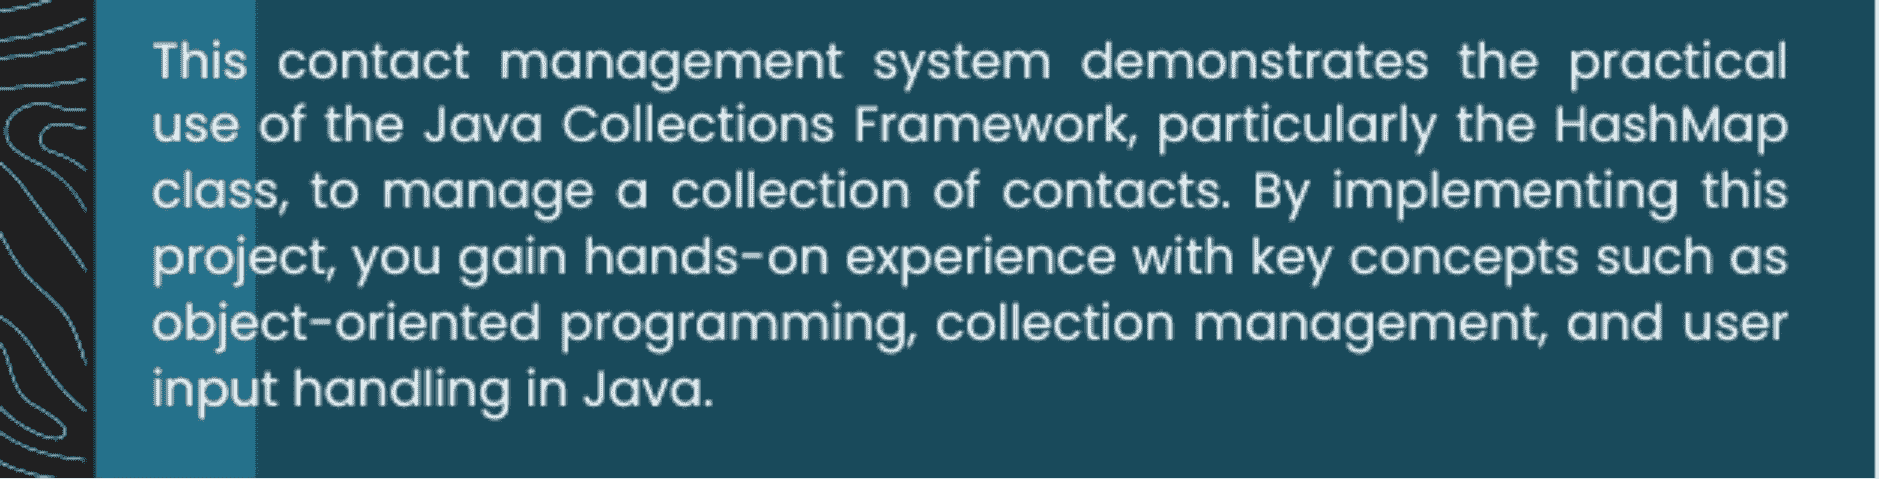 This contact management system demonstrates the practical
use of the Java Collections Framework, particularly the HashMap
class, to manage a collection of contacts. By implementing this
project, you gain hands-on experience with key concepts such as
object-oriented programming, collection management, and user
input handling in Java.